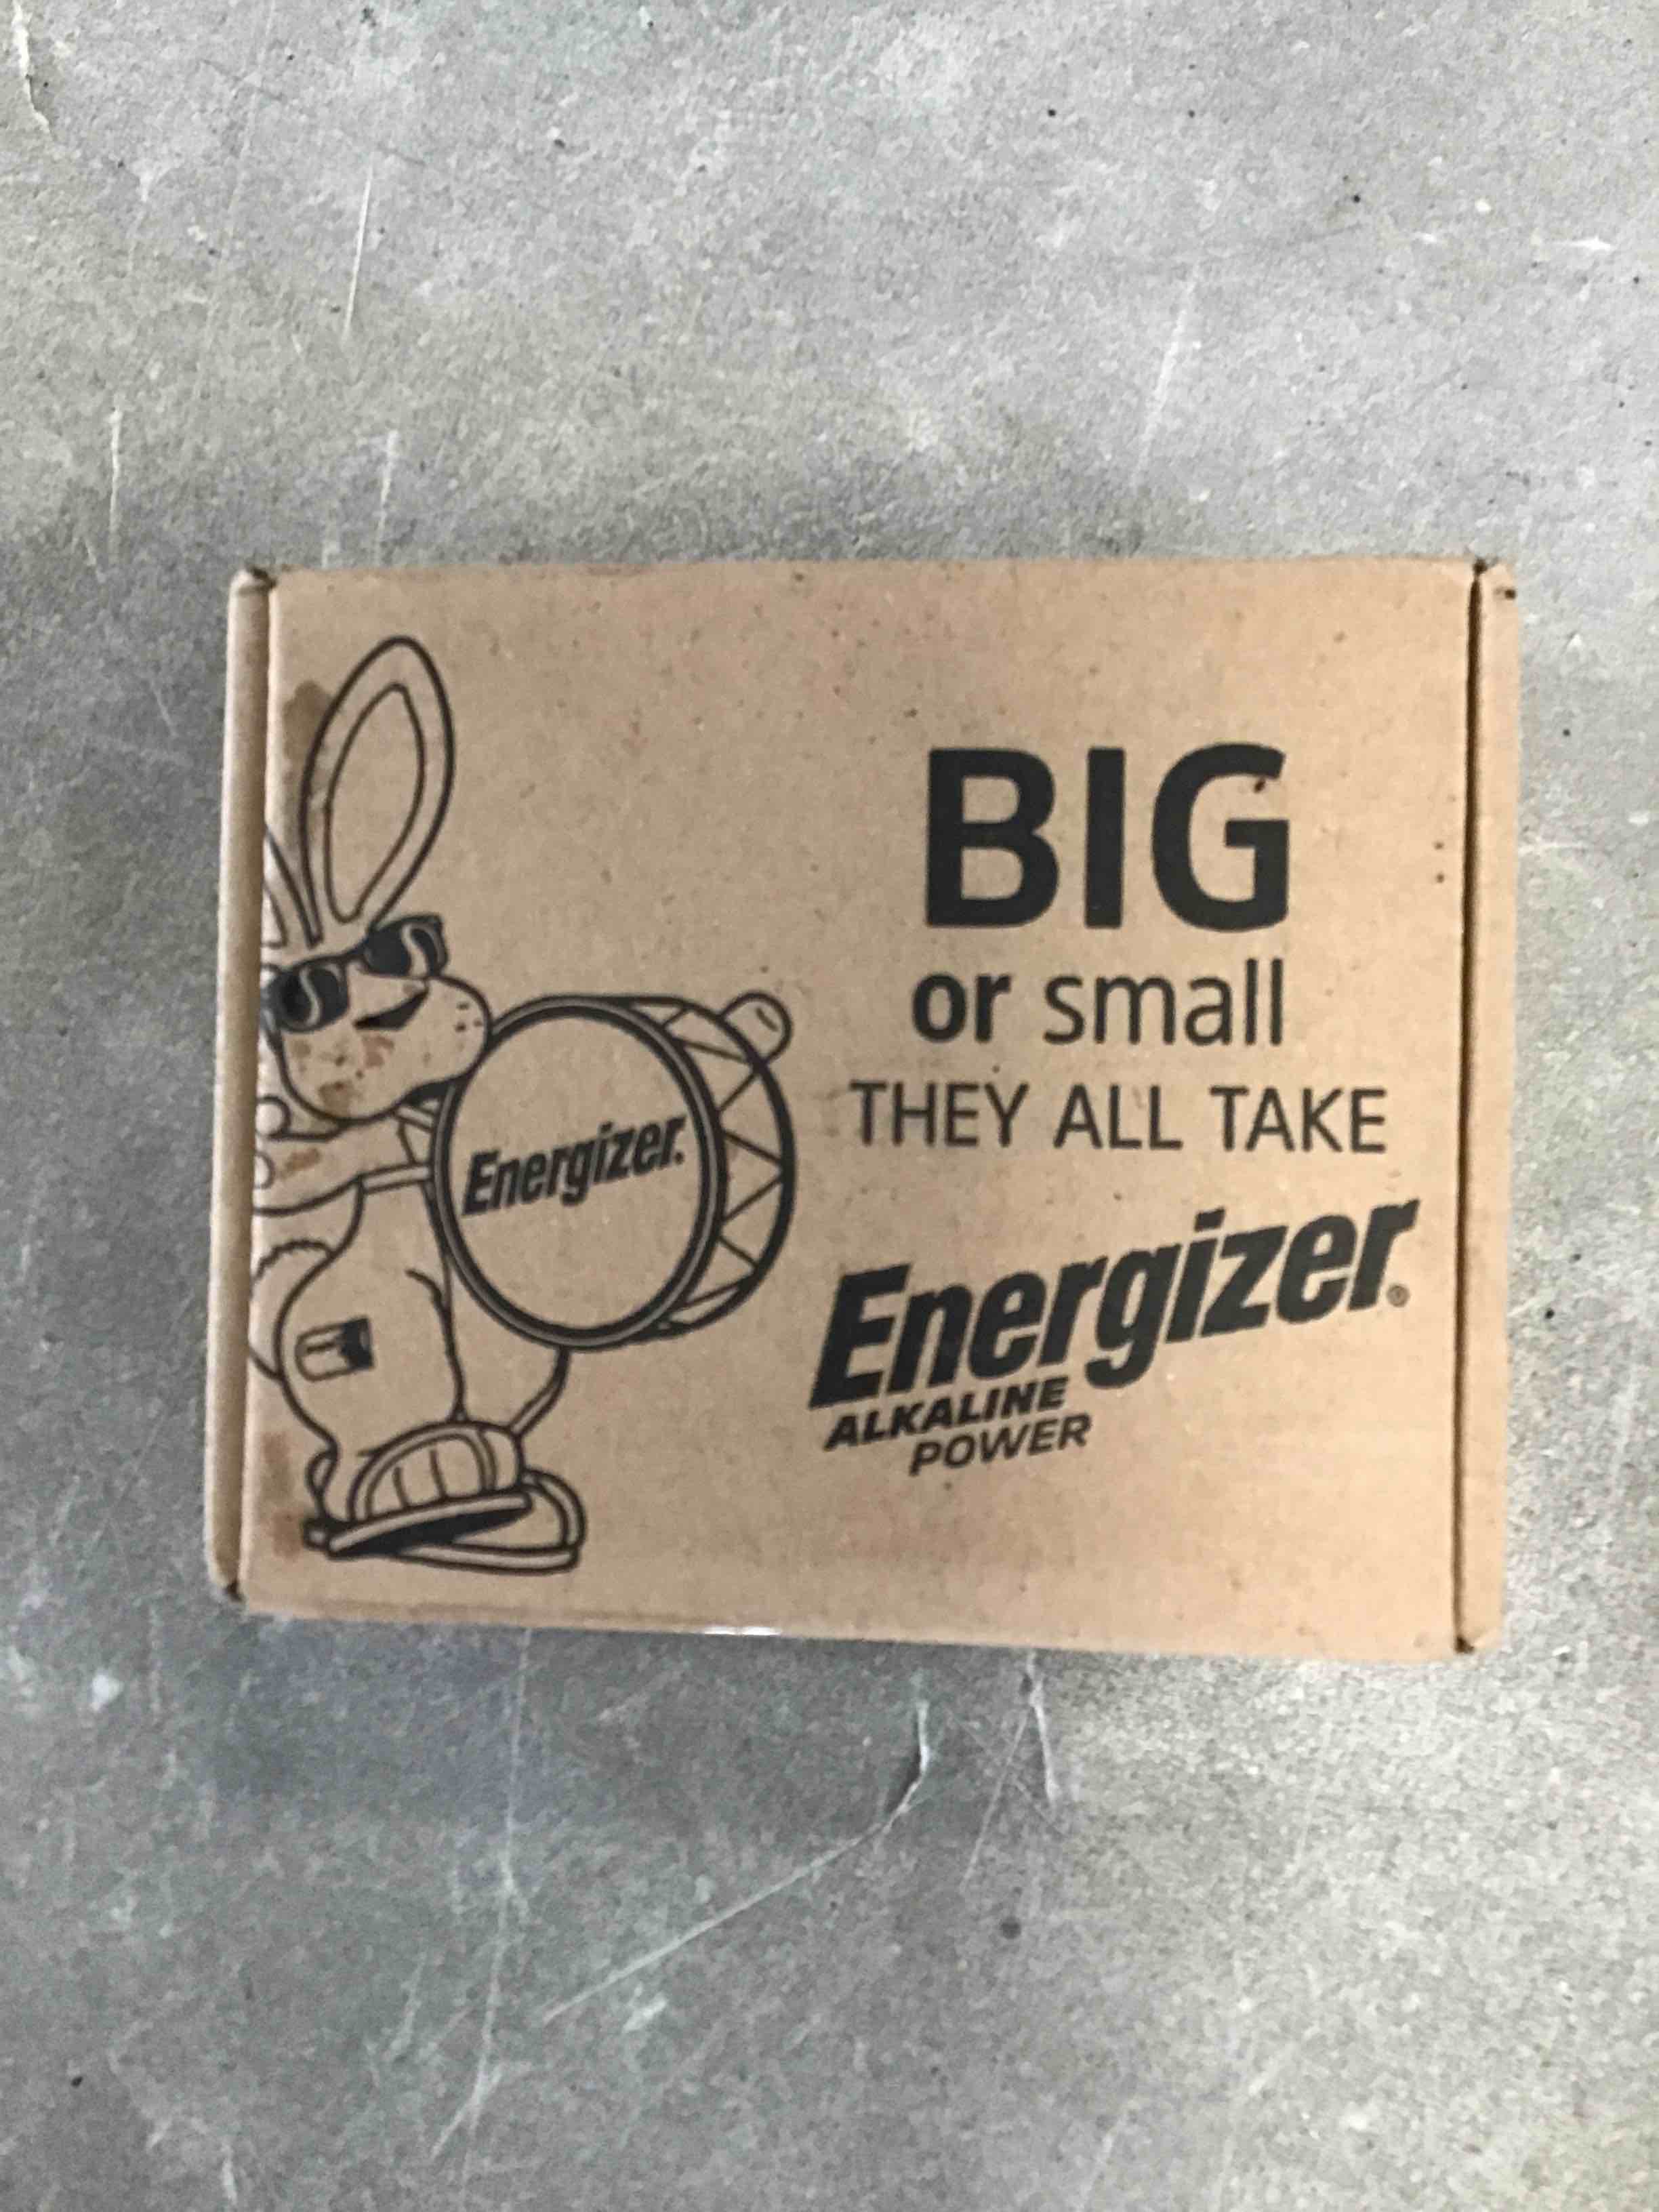 BIG
or small
THEY ALL TAKE
Energizer.
Energizer®
ALKALINE
POWER